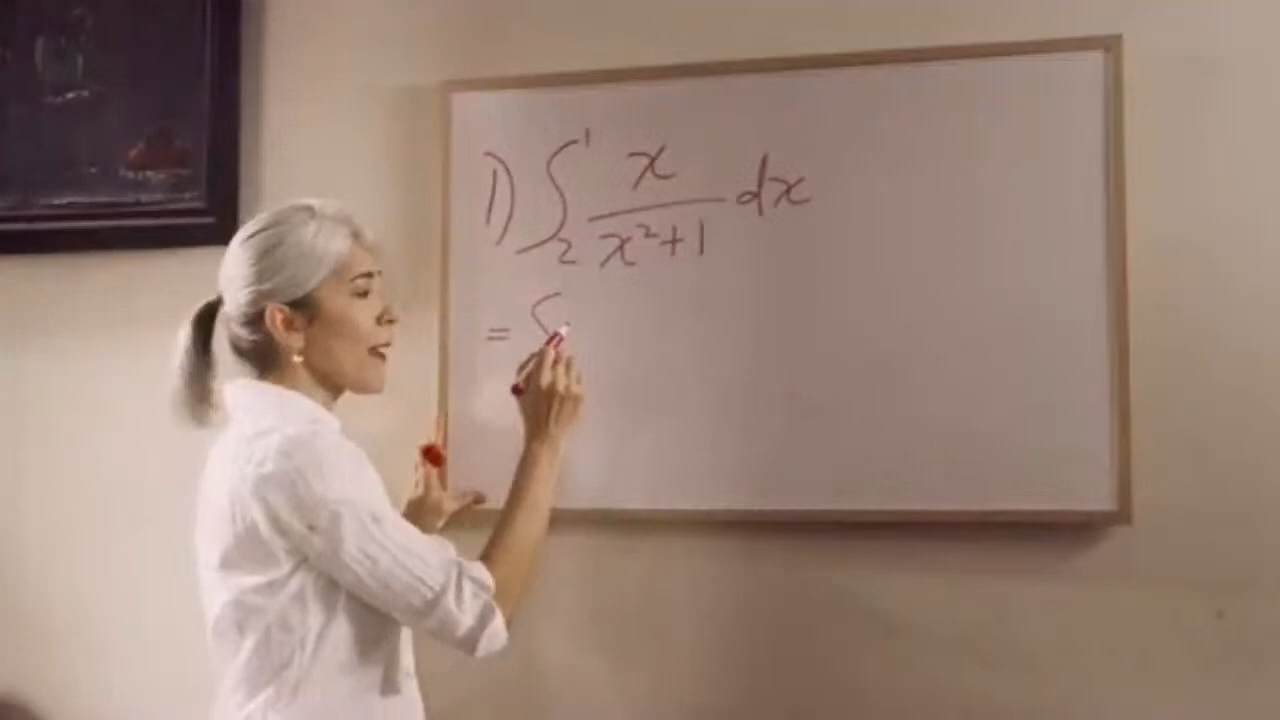 1) ∫₂¹ x/(x²+1) dx
= ∫